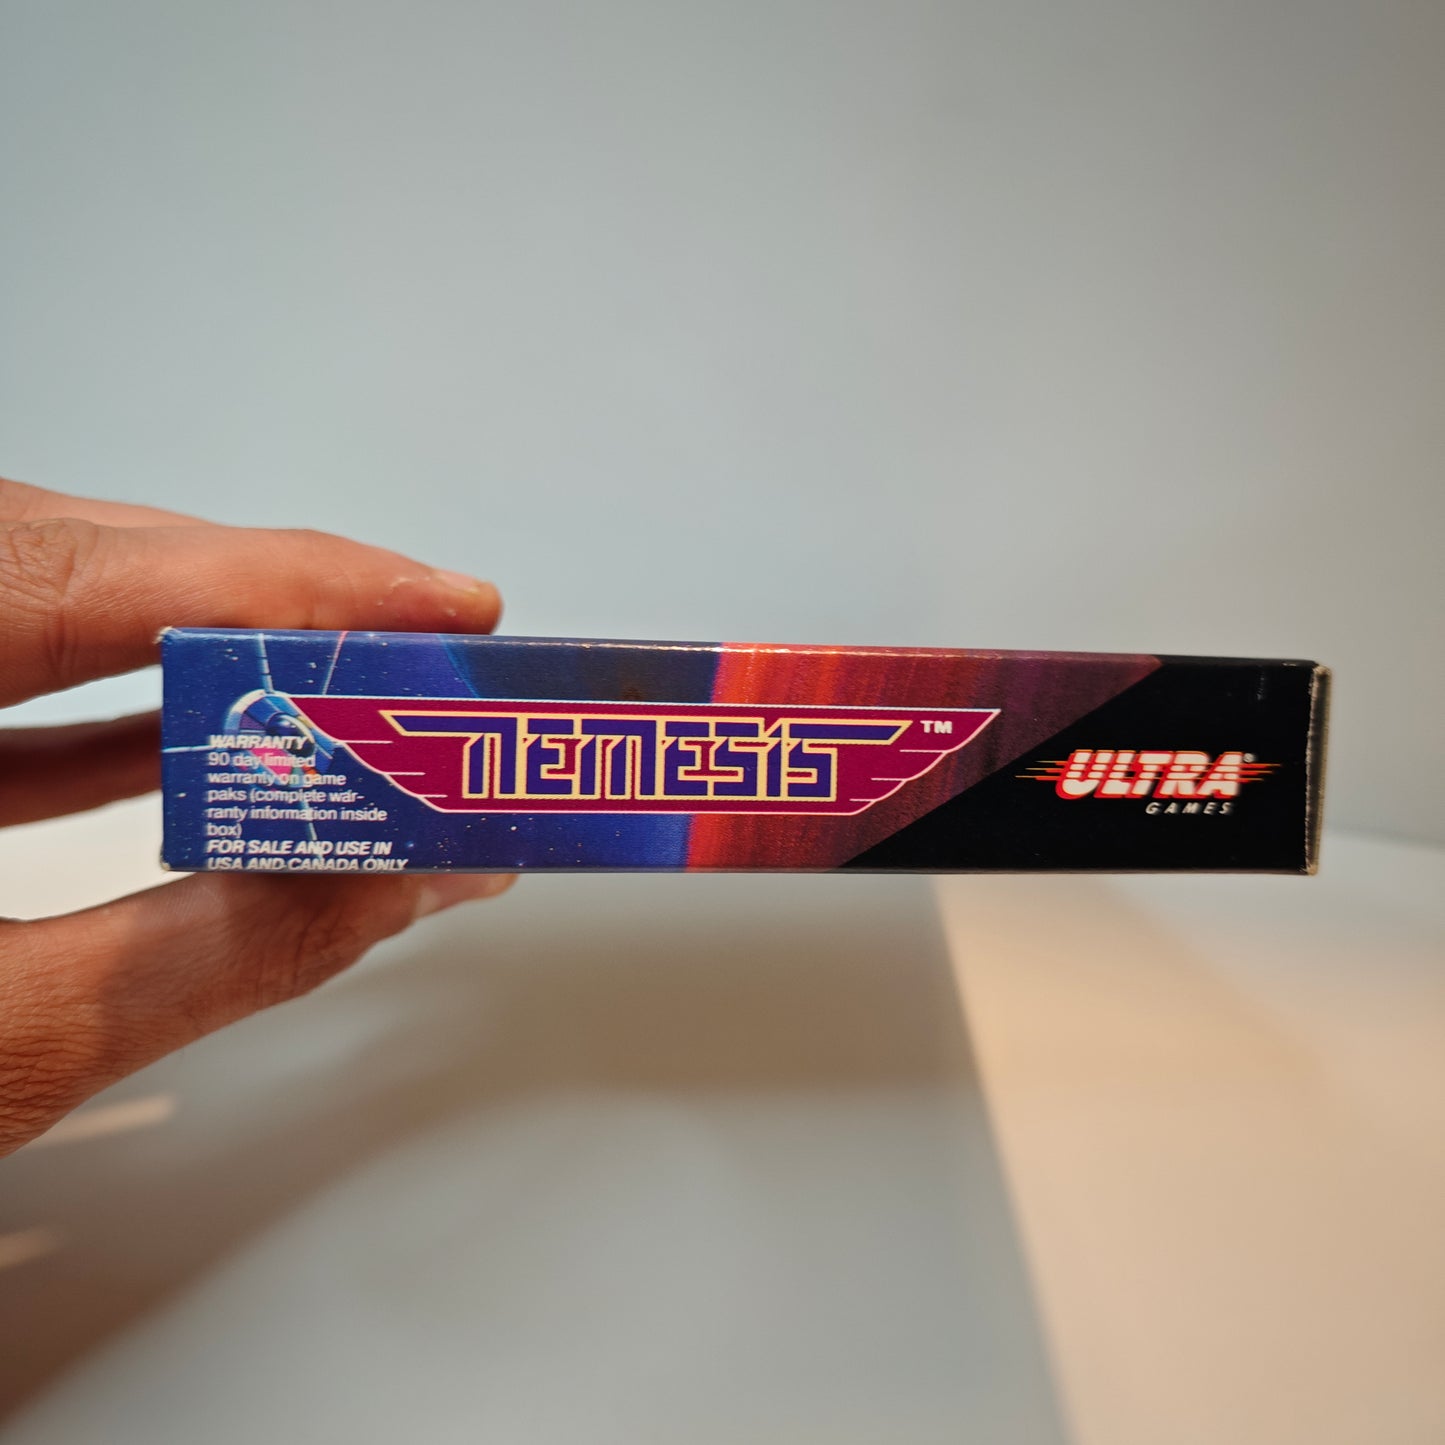 WARRANTY
90 day limited
warranty on game
paks (complete war-
ranty information inside
box)
FOR SALE AND USE IN
USA AND CANADA ONLY
NEMESIS TM
ULTRA®
GAMES